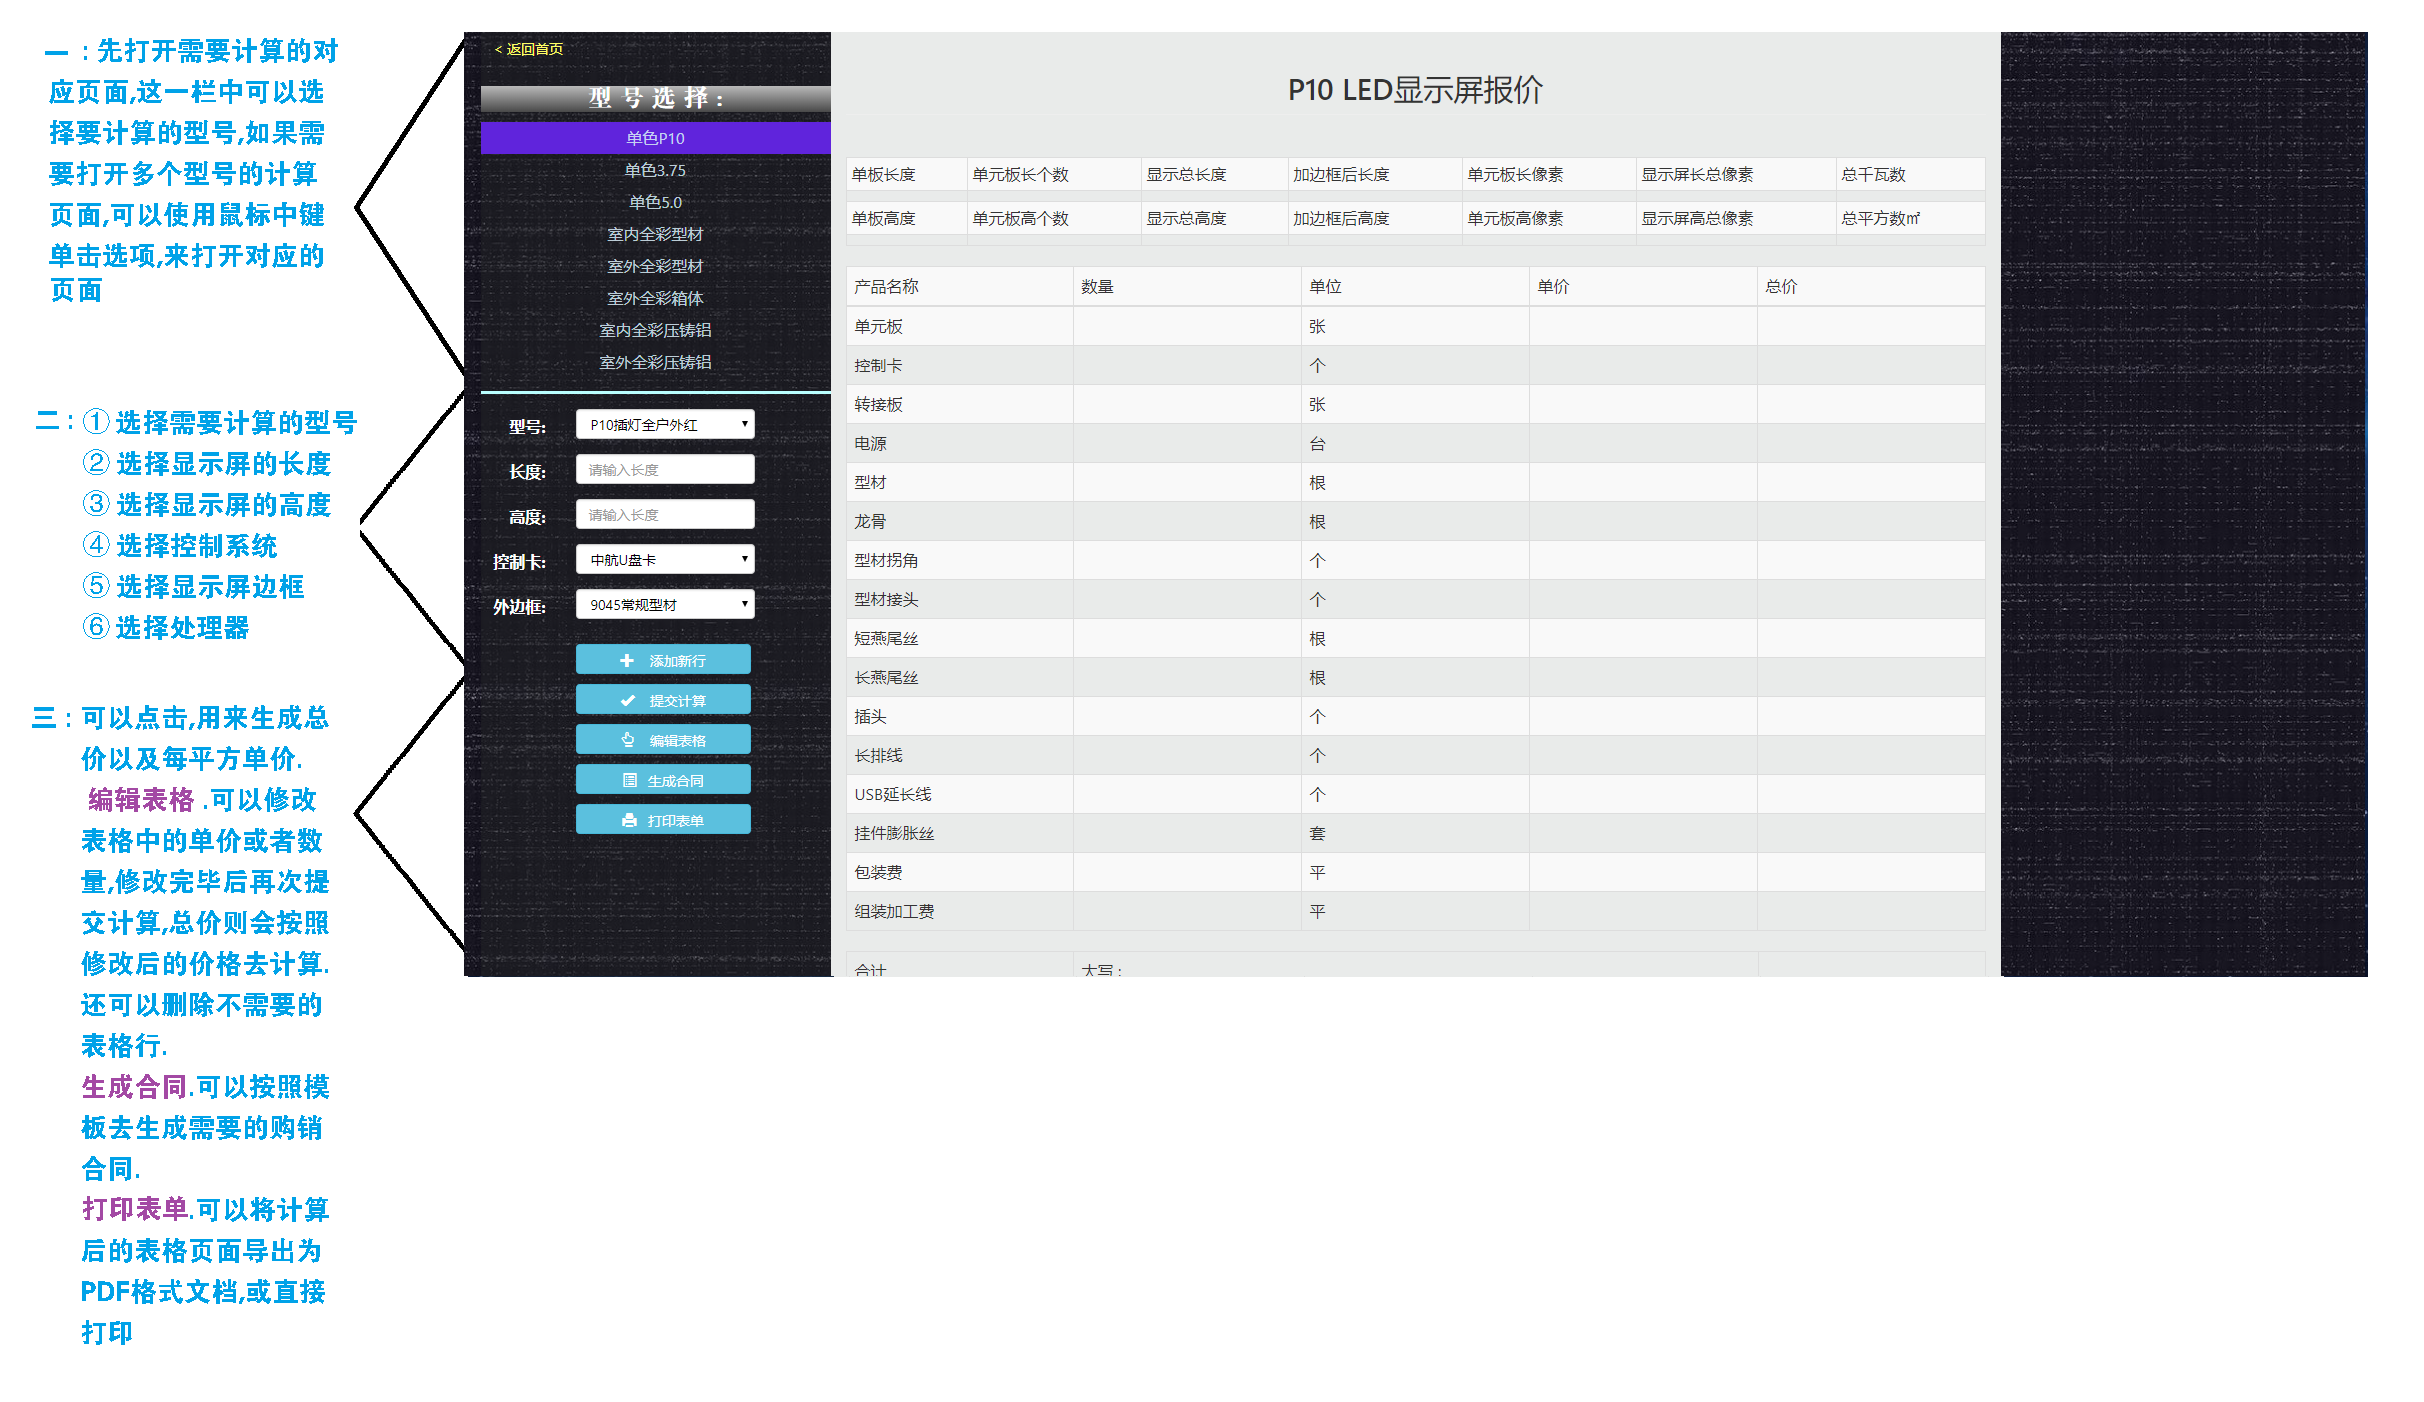 一：先打开需要计算的对
应页面,这一栏中可以选
择要计算的型号,如果需
要打开多个型号的计算
页面,可以使用鼠标中键
单击选项,来打开对应的
页面
二：① 选择需要计算的型号
② 选择显示屏的长度
③ 选择显示屏的高度
④ 选择控制系统
⑤ 选择显示屏边框
⑥ 选择处理器
三：可以点击,用来生成总
价以及每平方单价.
编辑表格 .可以修改
表格中的单价或者数
量,修改完毕后再次提
交计算,总价则会按照
修改后的价格去计算.
还可以删除不需要的
表格行.
生成合同.可以按照模
板去生成需要的购销
合同.
打印表单.可以将计算
后的表格页面导出为
PDF格式文档,或直接
打印
< 返回首页
型 号 选 择 :
单色P10
单色3.75
单色5.0
室内全彩型材
室外全彩型材
室外全彩箱体
室内全彩压铸铝
室外全彩压铸铝
型号: P10插灯全户外红
长度: 请输入长度
高度: 请输入长度
控制卡: 中航U盘卡
外边框: 9045常规型材
添加新行
提交计算
编辑表格
生成合同
打印表单
P10 LED显示屏报价
单板长度 单元板长个数 显示总长度 加边框后长度 单元板长像素 显示屏长总像素 总千瓦数
单板高度 单元板高个数 显示总高度 加边框后高度 单元板高像素 显示屏高总像素 总平方数㎡
产品名称 数量 单位 单价 总价
单元板 张
控制卡 个
转接板 张
电源 台
型材 根
龙骨 根
型材拐角 个
型材接头 个
短燕尾丝 根
长燕尾丝 根
插头 个
长排线 个
USB延长线 个
挂件膨胀丝 套
包装费 平
组装加工费 平
合计 大写：